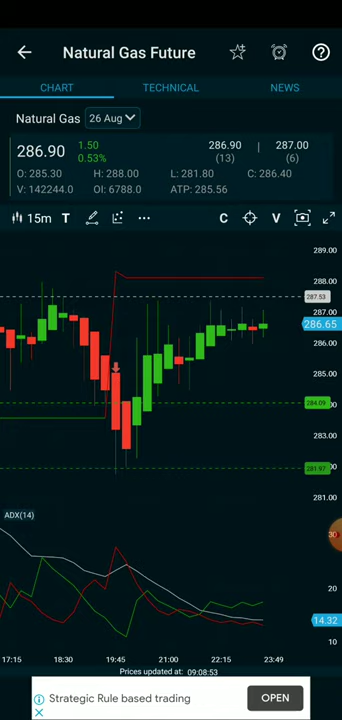 Natural Gas Future
CHART TECHNICAL NEWS
Natural Gas 26 Aug
286.90 1.50 0.53% 286.90 (13) | 287.00 (6)
O: 285.30 H: 288.00 L: 281.80 C: 286.40
V: 142244.0 OI: 6788.0 ATP: 285.56
15m T C V
289.00
288.00
287.53
287.00
286.65
286.00
285.00
284.09
283.00
281.97
281.00
ADX(14)
30
20
14.32
10
17:15 18:30 19:45 21:00 22:15 23:49
Prices updated at: 09:08:53
Strategic Rule based trading OPEN